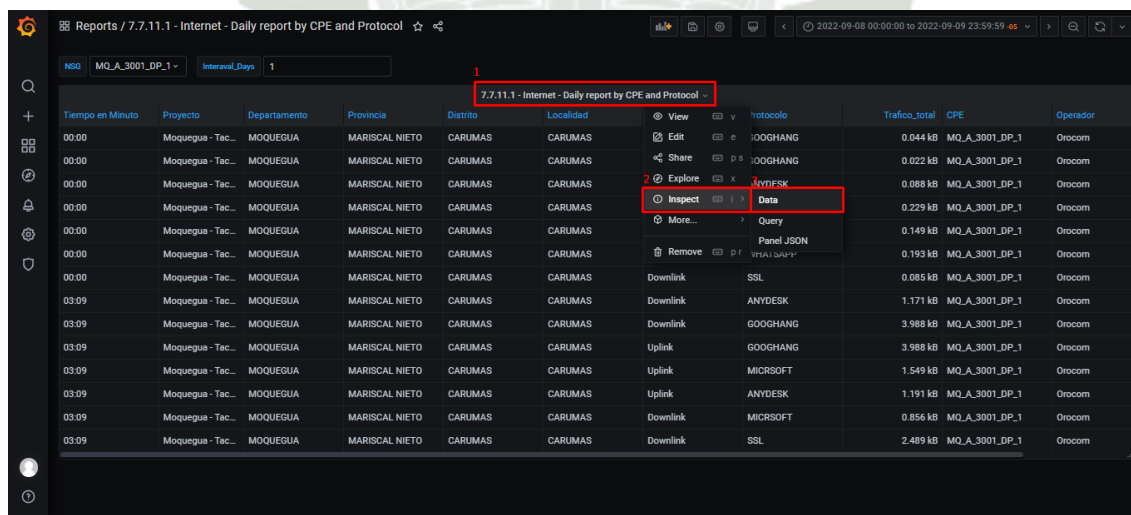 Reports / 7.7.11.1 - Internet - Daily report by CPE and Protocol
2022-09-08 00:00:00 to 2022-09-09 23:59:59 -05
NSG MQ_A_3001_DP_1 Interaval_Days 1
1
7.7.11.1 - Internet - Daily report by CPE and Protocol
Tiempo en Minuto Proyecto Departamento Provincia Distrito Localidad View v rotocolo Trafico_total CPE Operador
00:00 Moquegua - Tac... MOQUEGUA MARISCAL NIETO CARUMAS CARUMAS Edit e GOOGHANG 0.044 kB MQ_A_3001_DP_1 Orocom
00:00 Moquegua - Tac... MOQUEGUA MARISCAL NIETO CARUMAS CARUMAS Share p s GOOGHANG 0.022 kB MQ_A_3001_DP_1 Orocom
00:00 Moquegua - Tac... MOQUEGUA MARISCAL NIETO CARUMAS CARUMAS 2 Explore x 3 NYDESK 0.088 kB MQ_A_3001_DP_1 Orocom
00:00 Moquegua - Tac... MOQUEGUA MARISCAL NIETO CARUMAS CARUMAS Inspect i Data 0.229 kB MQ_A_3001_DP_1 Orocom
00:00 Moquegua - Tac... MOQUEGUA MARISCAL NIETO CARUMAS CARUMAS More... Query 0.149 kB MQ_A_3001_DP_1 Orocom
Panel JSON
00:00 Moquegua - Tac... MOQUEGUA MARISCAL NIETO CARUMAS CARUMAS Remove p r WHATSAPP 0.193 kB MQ_A_3001_DP_1 Orocom
00:00 Moquegua - Tac... MOQUEGUA MARISCAL NIETO CARUMAS CARUMAS Downlink SSL 0.085 kB MQ_A_3001_DP_1 Orocom
03:09 Moquegua - Tac... MOQUEGUA MARISCAL NIETO CARUMAS CARUMAS Downlink ANYDESK 1.171 kB MQ_A_3001_DP_1 Orocom
03:09 Moquegua - Tac... MOQUEGUA MARISCAL NIETO CARUMAS CARUMAS Downlink GOOGHANG 3.988 kB MQ_A_3001_DP_1 Orocom
03:09 Moquegua - Tac... MOQUEGUA MARISCAL NIETO CARUMAS CARUMAS Uplink GOOGHANG 3.988 kB MQ_A_3001_DP_1 Orocom
03:09 Moquegua - Tac... MOQUEGUA MARISCAL NIETO CARUMAS CARUMAS Uplink MICRSOFT 1.549 kB MQ_A_3001_DP_1 Orocom
03:09 Moquegua - Tac... MOQUEGUA MARISCAL NIETO CARUMAS CARUMAS Uplink ANYDESK 1.191 kB MQ_A_3001_DP_1 Orocom
03:09 Moquegua - Tac... MOQUEGUA MARISCAL NIETO CARUMAS CARUMAS Downlink MICRSOFT 0.856 kB MQ_A_3001_DP_1 Orocom
03:09 Moquegua - Tac... MOQUEGUA MARISCAL NIETO CARUMAS CARUMAS Downlink SSL 2.489 kB MQ_A_3001_DP_1 Orocom